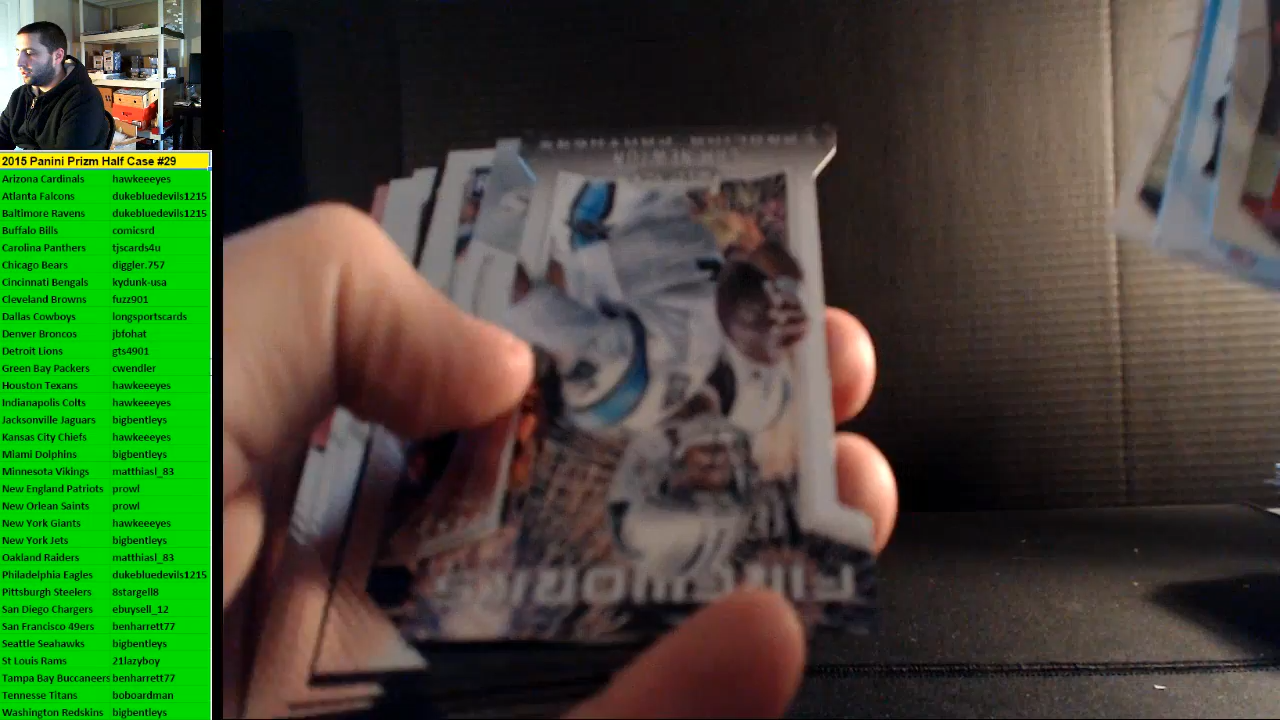 2015 Panini Prizm Half Case #29
Arizona Cardinals hawkeeeyes
Atlanta Falcons dukebluedevils1215
Baltimore Ravens dukebluedevils1215
Buffalo Bills comicsrd
Carolina Panthers tjscards4u
Chicago Bears diggler.757
Cincinnati Bengals kydunk-usa
Cleveland Browns fuzz901
Dallas Cowboys longsportscards
Denver Broncos jbfohat
Detroit Lions gts4901
Green Bay Packers cwendler
Houston Texans hawkeeeyes
Indianapolis Colts hawkeeeyes
Jacksonville Jaguars bigbentleys
Kansas City Chiefs hawkeeeyes
Miami Dolphins bigbentleys
Minnesota Vikings matthiasl_83
New England Patriots prowl
New Orlean Saints prowl
New York Giants hawkeeeyes
New York Jets bigbentleys
Oakland Raiders matthiasl_83
Philadelphia Eagles dukebluedevils1215
Pittsburgh Steelers 8stargell8
San Diego Chargers ebuysell_12
San Francisco 49ers benharrett77
Seattle Seahawks bigbentleys
St Louis Rams 21lazyboy
Tampa Bay Buccaneers benharrett77
Tennesse Titans boboardman
Washington Redskins bigbentleys
CAROLINA PANTHERS
FIREWORKS